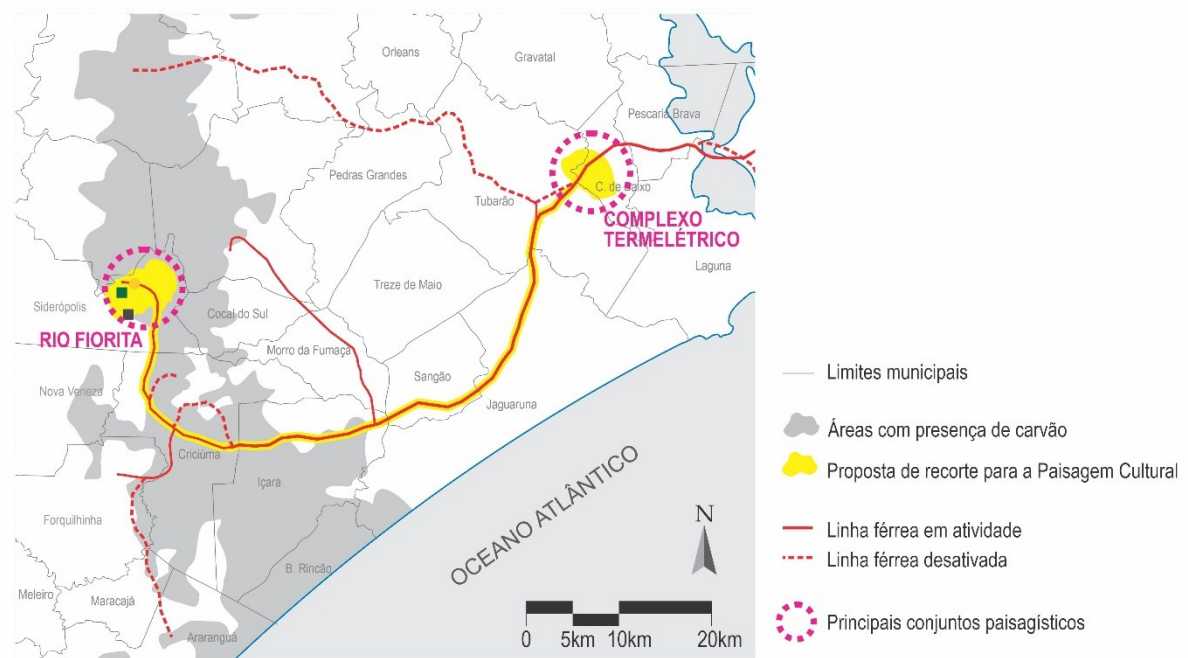 Orleans
Gravatal
Pescaria Brava
Pedras Grandes
C. de Baixo
Tubarão
COMPLEXO
TERMELÉTRICO
Laguna
Treze de Maio
Siderópolis
Cocal do Sul
RIO FIORITA
Morro da Fumaça
Sangão
Nova Veneza
Jaguaruna
Criciúma
Içara
Forquilhinha
OCEANO ATLÂNTICO
B. Rincão
Meleiro
Maracajá
Araranguá
N
0 5km 10km 20km
Limites municipais
Áreas com presença de carvão
Proposta de recorte para a Paisagem Cultural
Linha férrea em atividade
Linha férrea desativada
Principais conjuntos paisagísticos